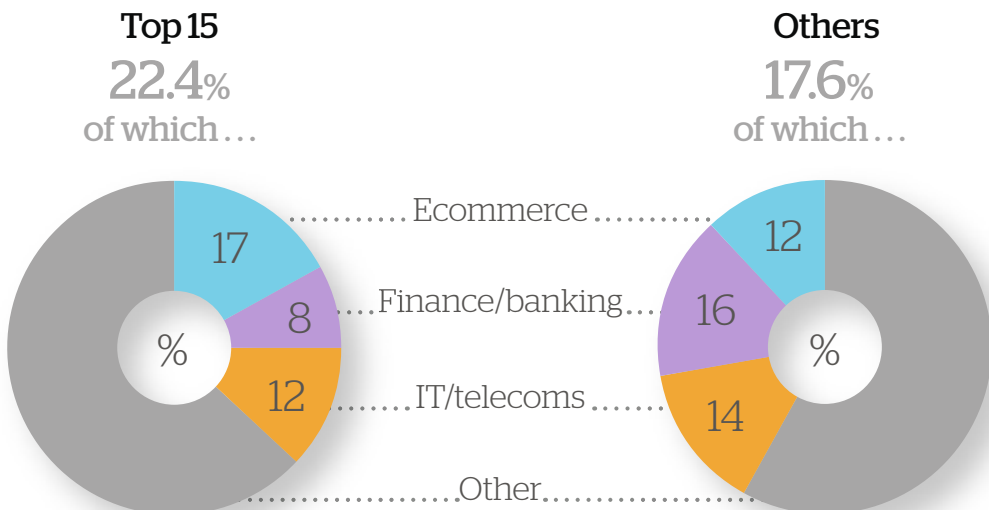 Top 15
22.4%
of which ...
Others
17.6%
of which ...
Ecommerce
17
12
Finance/banking
8
16
%
%
IT/telecoms
12
14
Other